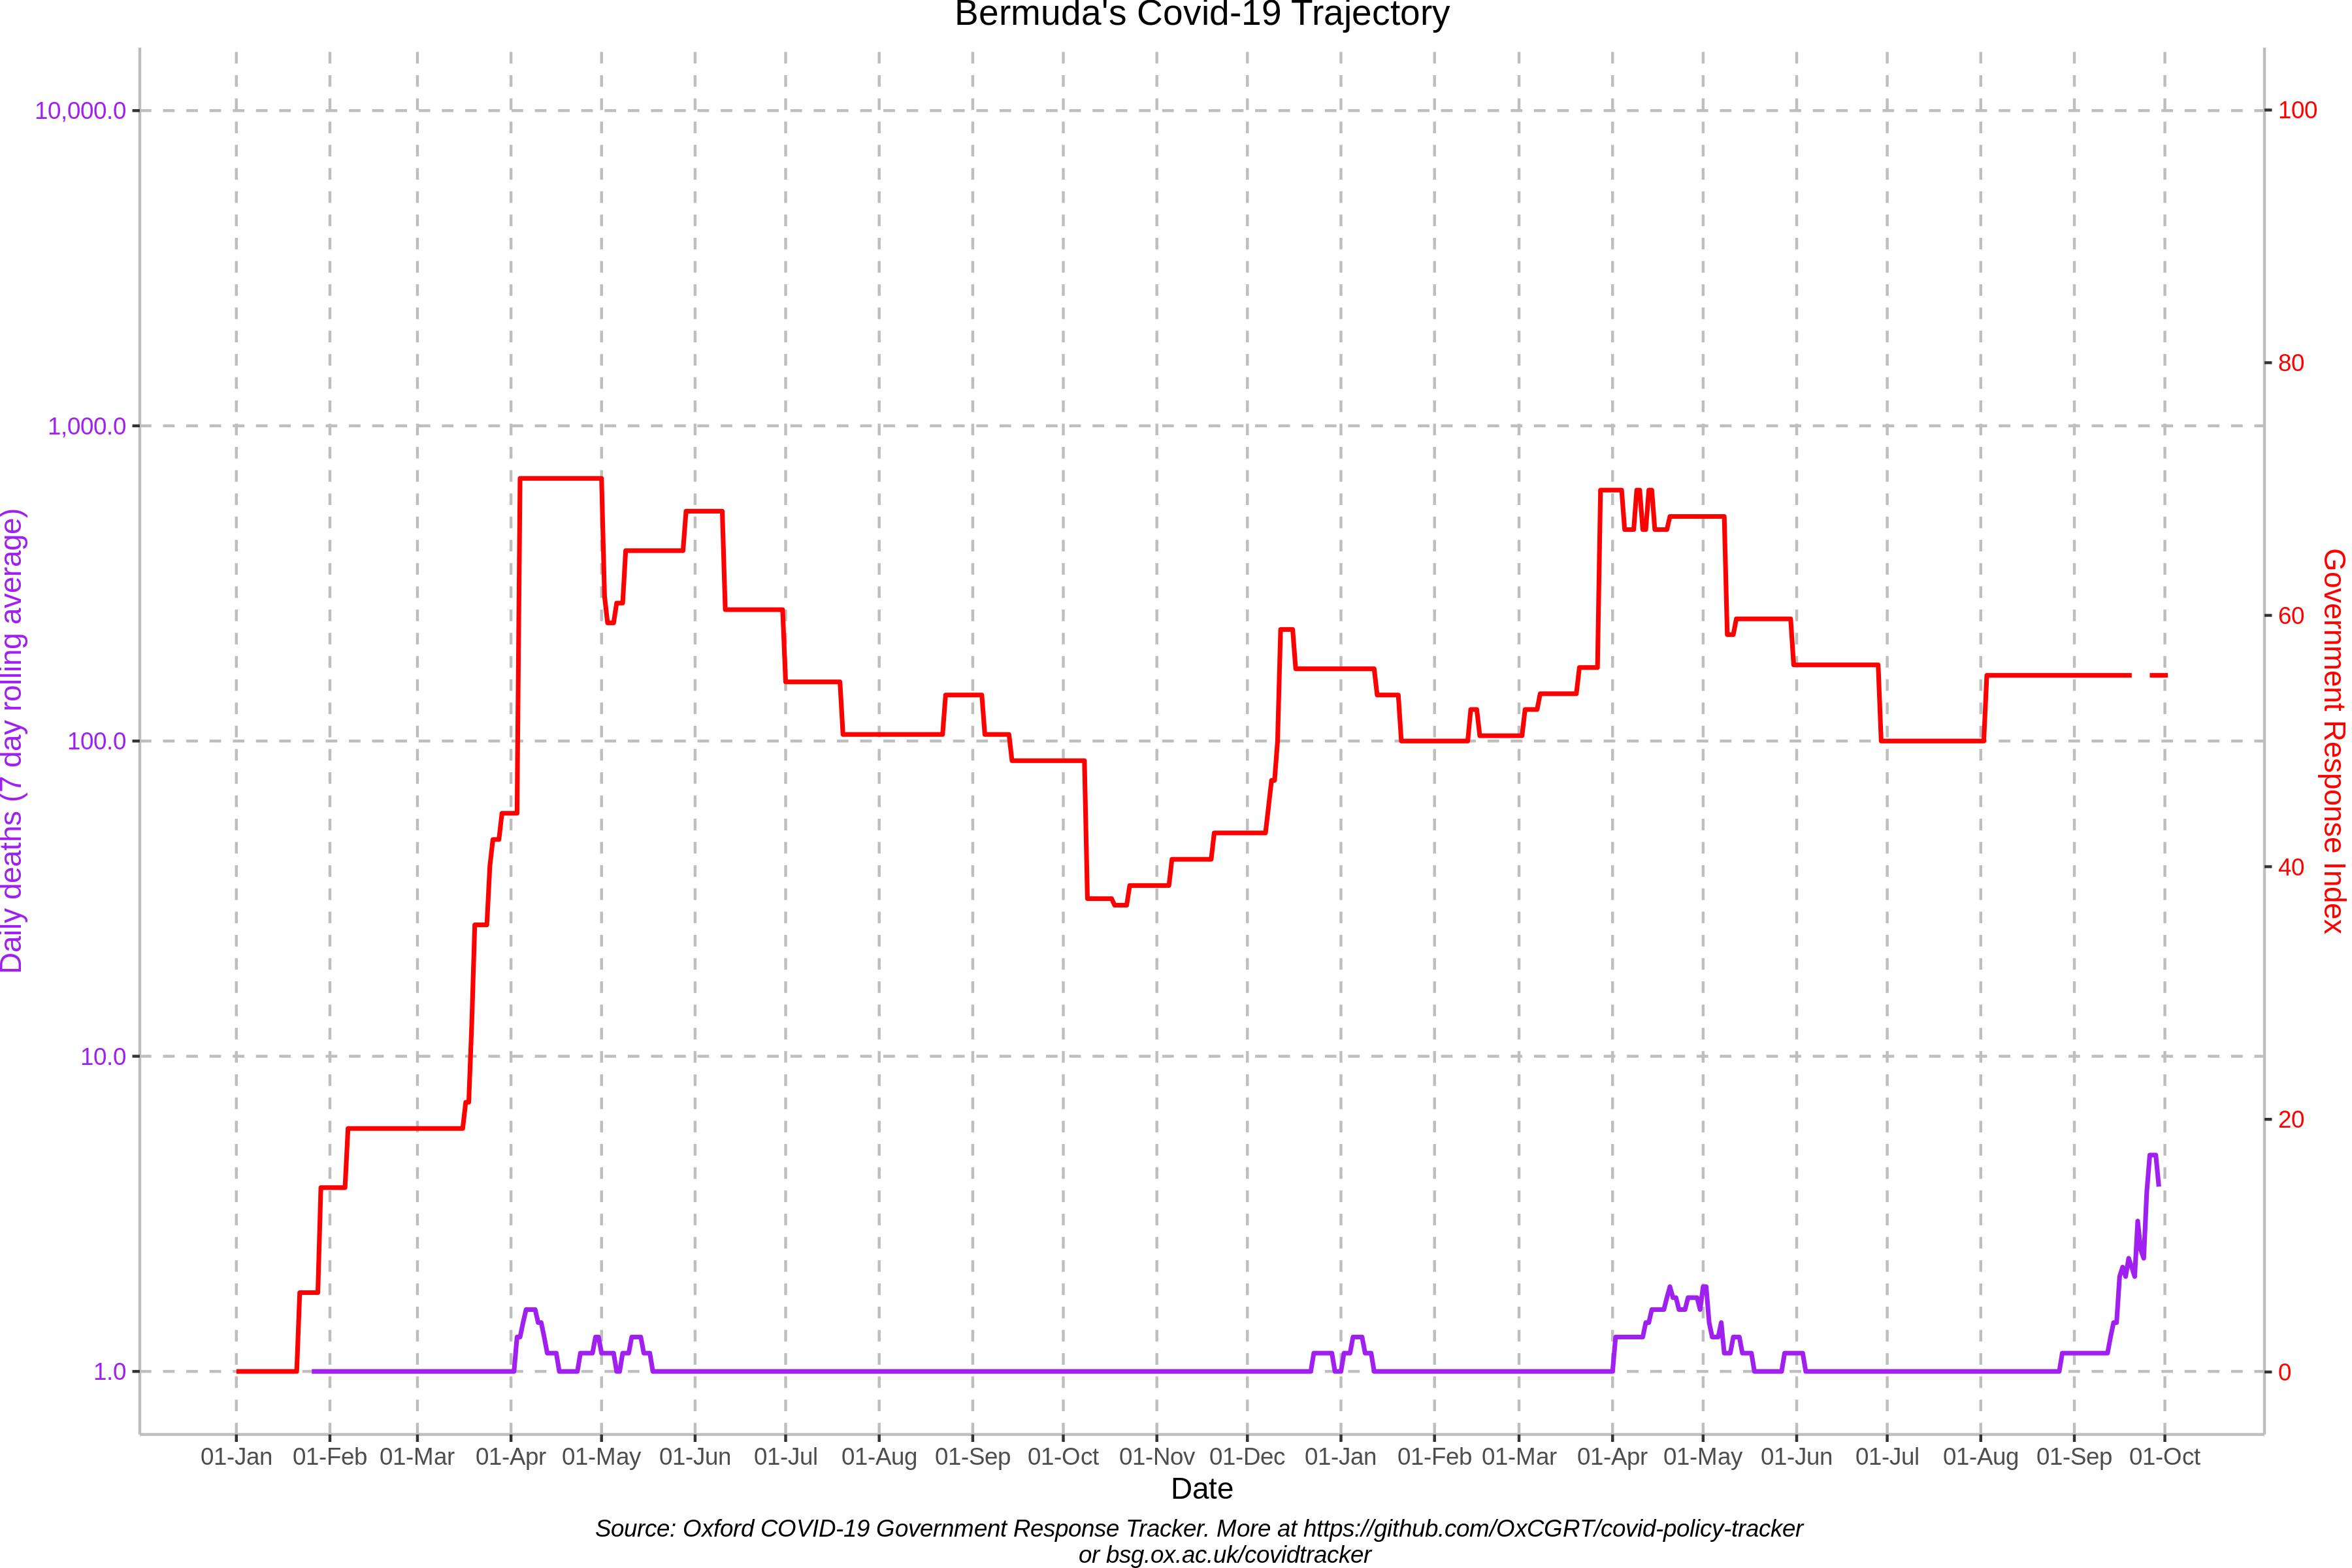 Bermuda's Covid-19 Trajectory
10,000.0
1,000.0
100.0
10.0
1.0
Daily deaths (7 day rolling average)
100
80
60
40
20
0
Government Response Index
01-Jan 01-Feb 01-Mar 01-Apr 01-May 01-Jun 01-Jul 01-Aug 01-Sep 01-Oct 01-Nov 01-Dec 01-Jan 01-Feb 01-Mar 01-Apr 01-May 01-Jun 01-Jul 01-Aug 01-Sep 01-Oct
Date
Source: Oxford COVID-19 Government Response Tracker. More at https://github.com/OxCGRT/covid-policy-tracker
or bsg.ox.ac.uk/covidtracker